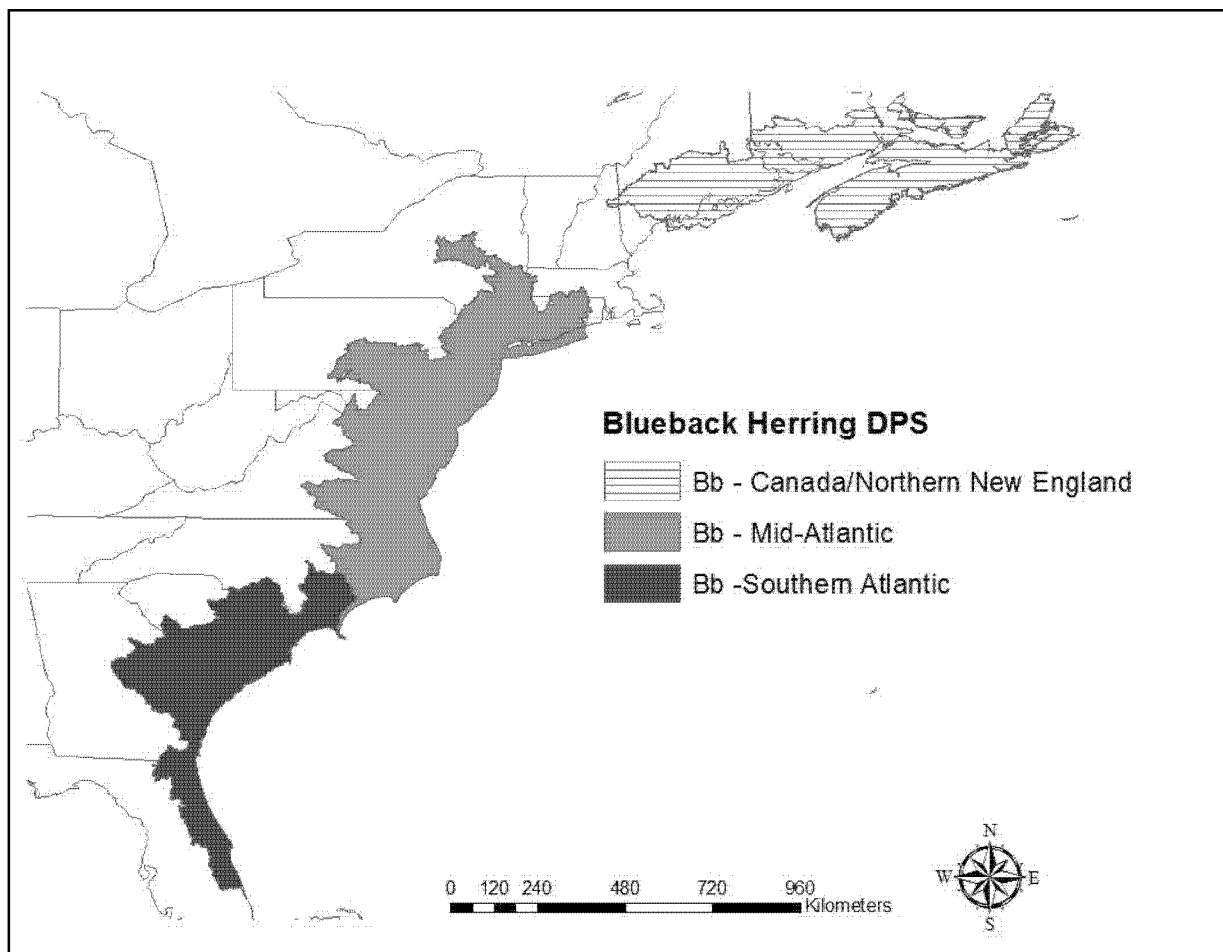 Blueback Herring DPS
Bb - Canada/Northern New England
Bb - Mid-Atlantic
Bb -Southern Atlantic
0 120 240 480 720 960
Kilometers
N
W E
S